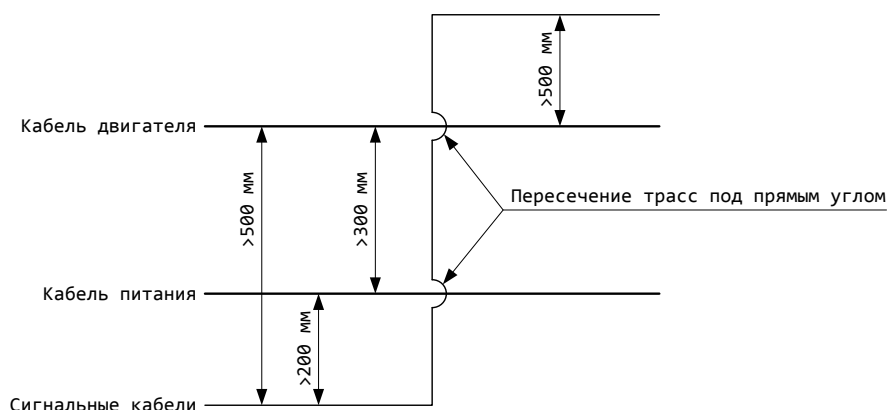 >500 мм
Кабель двигателя
>500 мм
>300 мм
Пересечение трасс под прямым углом
Кабель питания
>200 мм
Сигнальные кабели